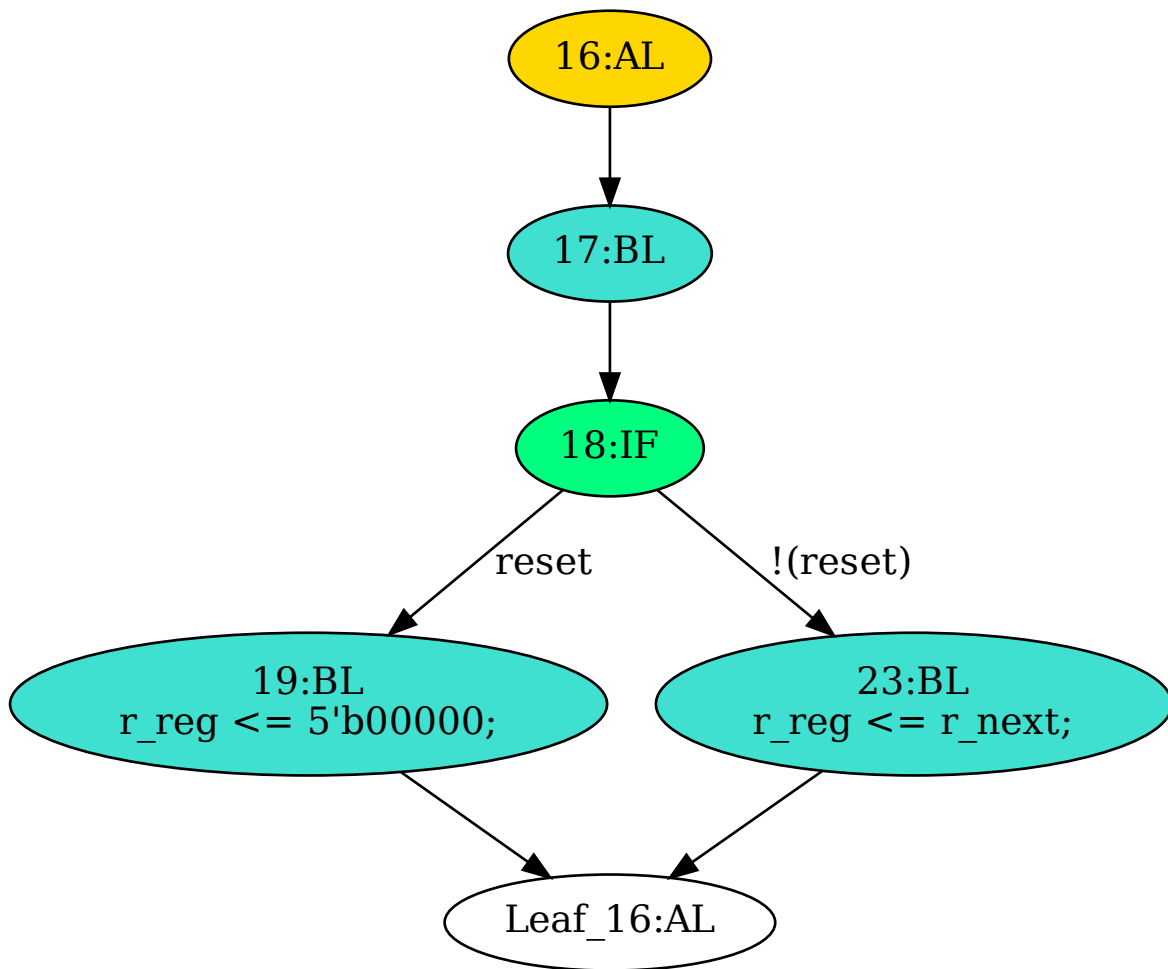 16:AL
17:BL
18:IF
reset
!(reset)
19:BL
r_reg <= 5'b00000;
23:BL
r_reg <= r_next;
Leaf_16:AL